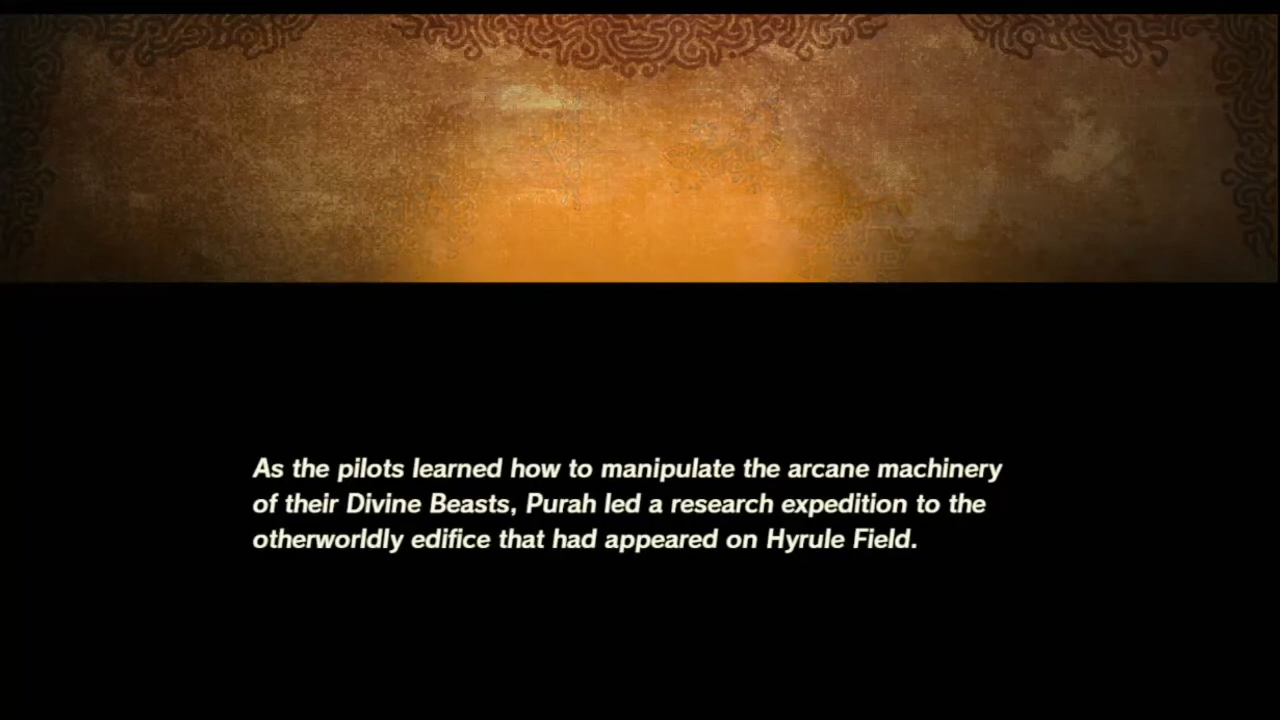 As the pilots learned how to manipulate the arcane machinery
of their Divine Beasts, Purah led a research expedition to the
otherworldly edifice that had appeared on Hyrule Field.